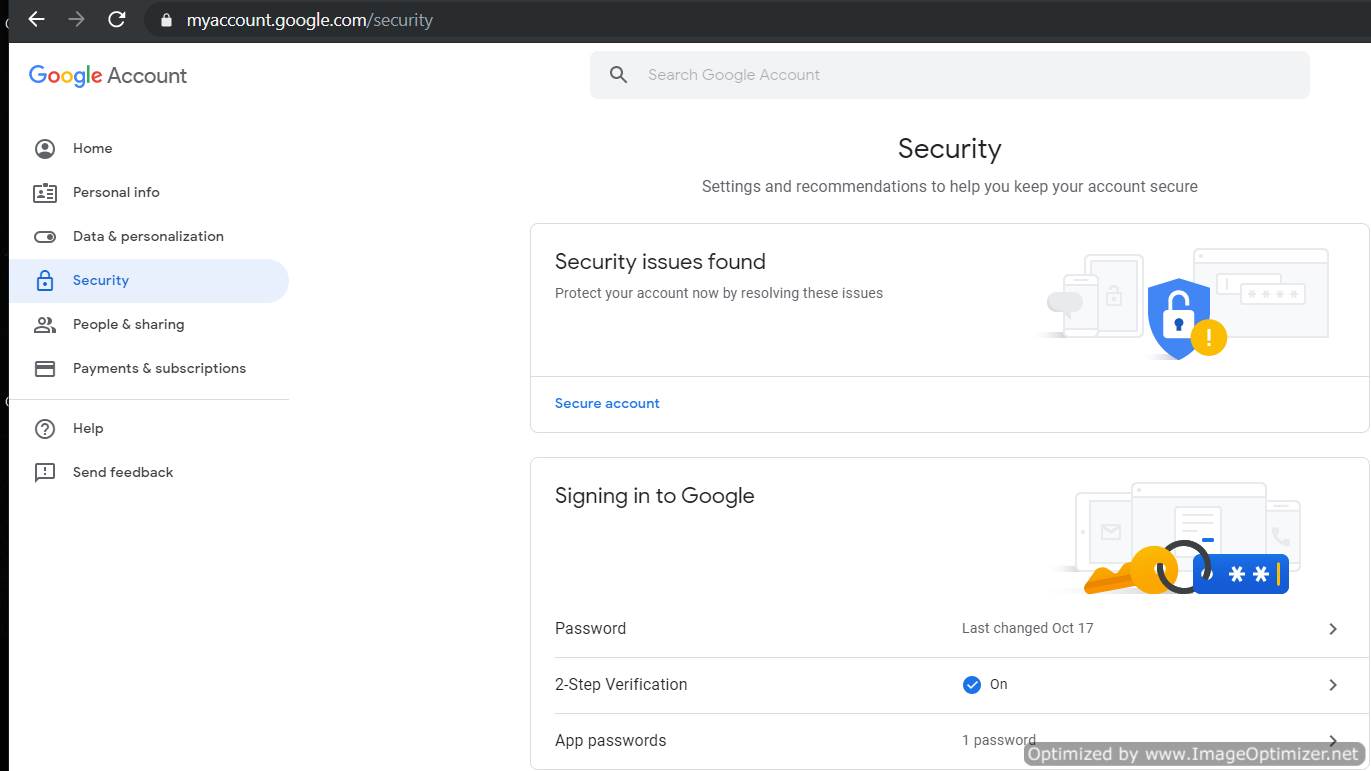 myaccount.google.com/security
Google Account
Search Google Account
Home
Personal info
Data & personalization
Security
People & sharing
Payments & subscriptions
Help
Send feedback
Security
Settings and recommendations to help you keep your account secure
Security issues found
Protect your account now by resolving these issues
Secure account
Signing in to Google
Password Last changed Oct 17
2-Step Verification On
App passwords 1 password
Optimized by www.ImageOptimizer.net